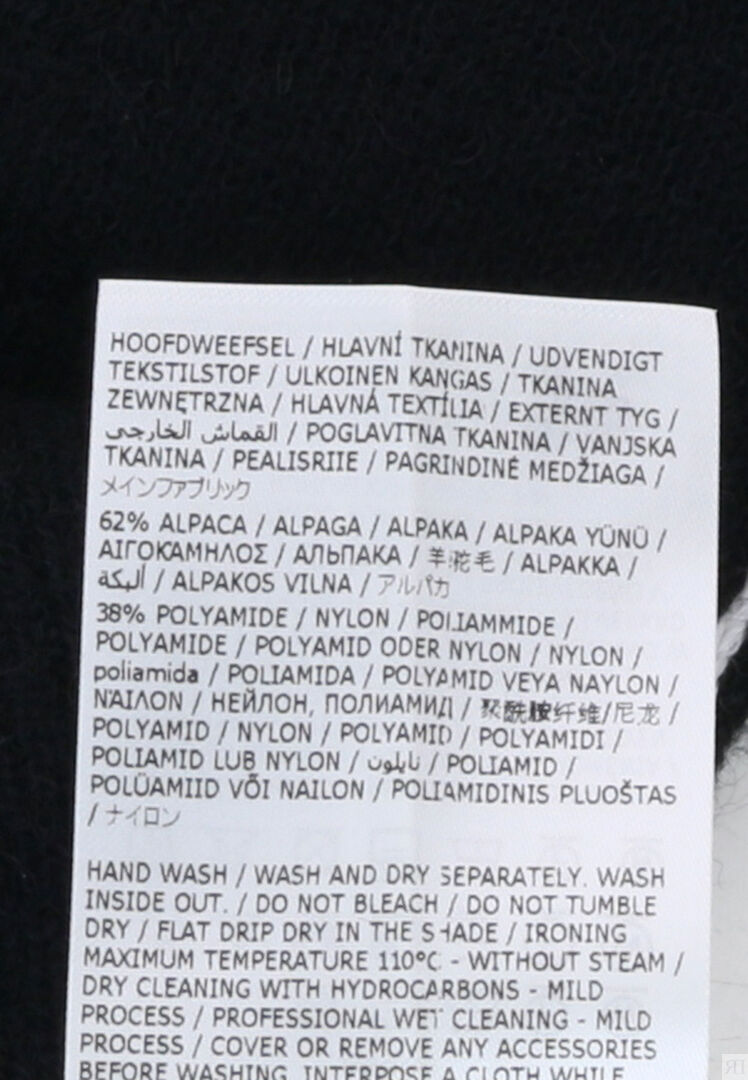 HOOFDWEEFSEL / HLAVNÍ TKANINA / UDVENDIGT
TEKSTILSTOF / ULKOINEN KANGAS / TKANINA
ZEWNĘTRZNA / HLAVNÁ TEXTÍLIA / EXTERNT TYG /
القماش الخارجى / POGLAVITNA TKANINA / VANJSKA
TKANINA / PEALISRIIE / PAGRINDINĖ MEDŽIAGA /
メインファブリック
62% ALPACA / ALPAGA / ALPAKA / ALPAKA YÜNÜ /
ΑΙΓΟΚΑΜΗΛΟΣ / АЛЬПАКА / 羊驼毛 / ALPAKKA /
ألبكة / ALPAKOS VILNA / アルパカ
38% POLYAMIDE / NYLON / POLIAMMIDE /
POLYAMIDE / POLYAMID ODER NYLON / NYLON /
poliamida / POLIAMIDA / POLYAMID VEYA NAYLON /
ΝΑΙΛΟΝ / НЕЙЛОН, ПОЛИАМИД / 聚酰胺纤维/尼龙 /
POLYAMID / NYLON / POLYAMID / POLYAMIDI /
POLIAMID LUB NYLON / نايلون / POLIAMID /
POLÜAMIID VÕI NAILON / POLIAMIDINIS PLUOŠTAS
/ ナイロン
HAND WASH / WASH AND DRY SEPARATELY. WASH
INSIDE OUT. / DO NOT BLEACH / DO NOT TUMBLE
DRY / FLAT DRIP DRY IN THE SHADE / IRONING
MAXIMUM TEMPERATURE 110°C - WITHOUT STEAM /
DRY CLEANING WITH HYDROCARBONS - MILD
PROCESS / PROFESSIONAL WET CLEANING - MILD
PROCESS / COVER OR REMOVE ANY ACCESSORIES
BEFORE WASHING, INTERPOSE A CLOTH WHILE